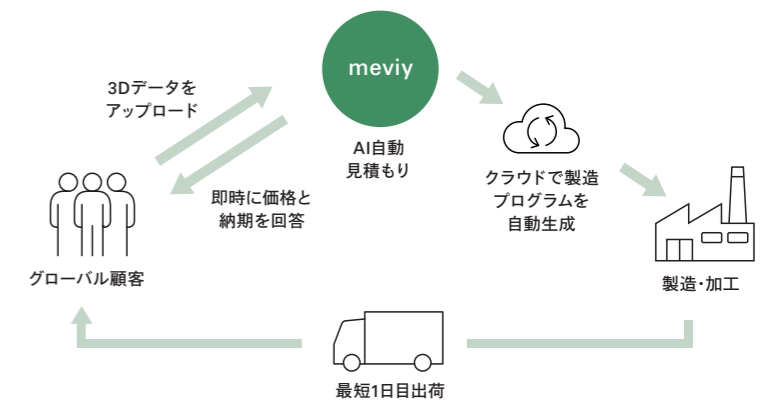 meviy
3Dデータを
アップロード
AI自動
見積もり
即時に価格と
納期を回答
クラウドで製造
プログラムを
自動生成
グローバル顧客
製造・加工
最短1日目出荷